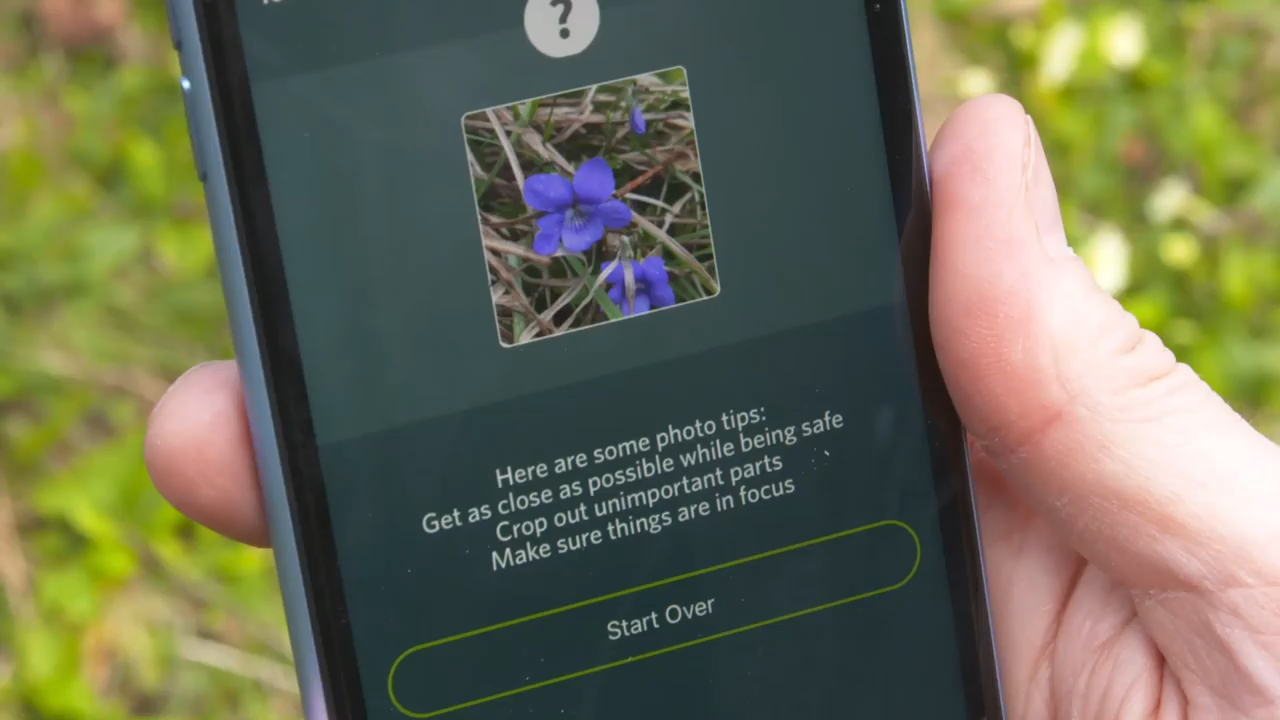 ?
Here are some photo tips:
Get as close as possible while being safe
Crop out unimportant parts
Make sure things are in focus
Start Over